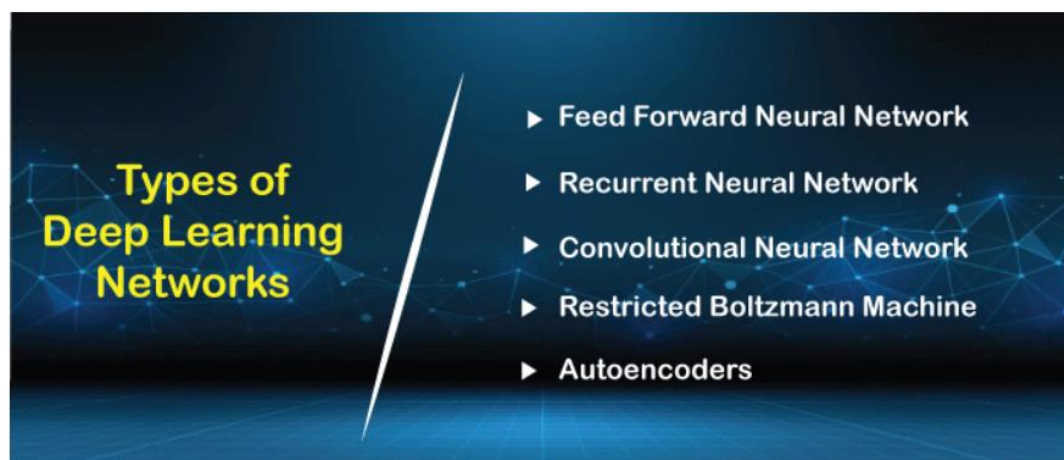 Types of
Deep Learning
Networks
Feed Forward Neural Network
Recurrent Neural Network
Convolutional Neural Network
Restricted Boltzmann Machine
Autoencoders